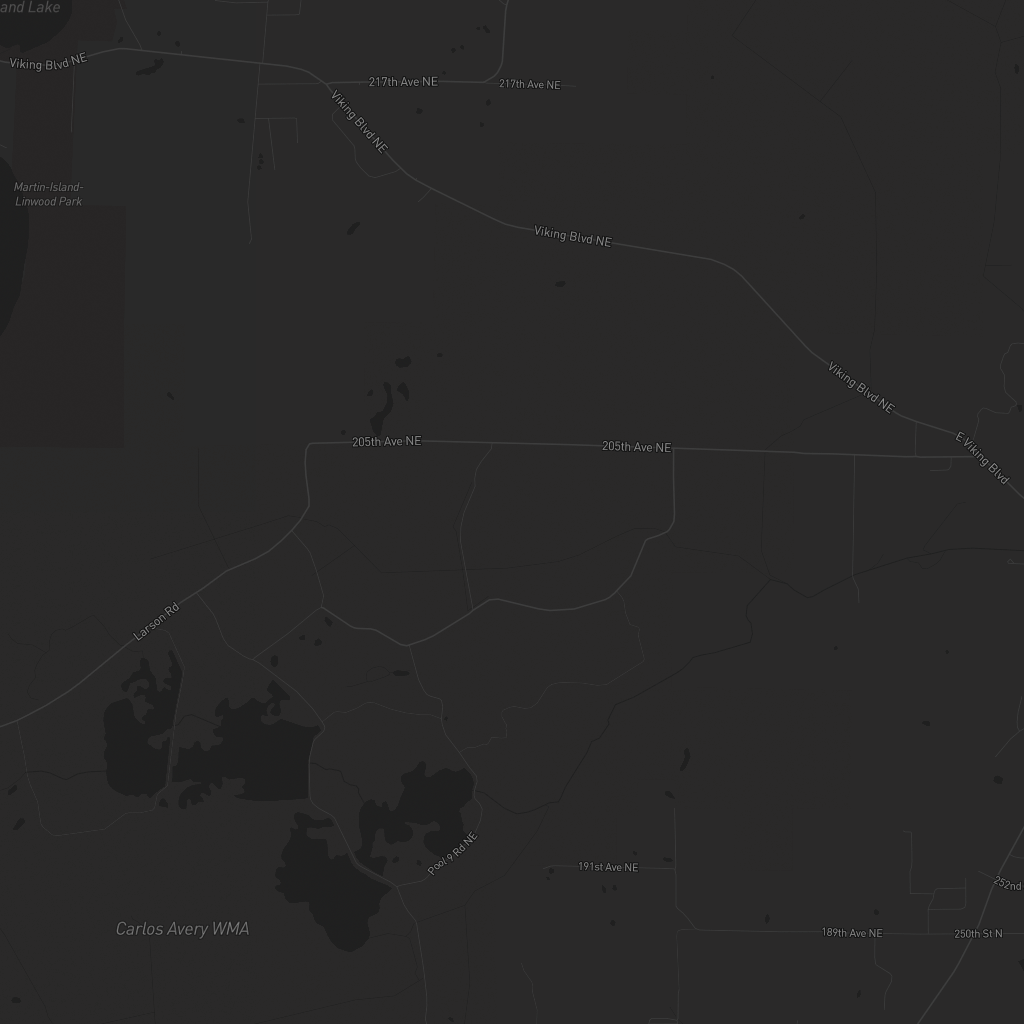 and Lake
Viking Blvd NE
217th Ave NE
217th Ave NE
Viking Blvd NE
Martin-Island-
Linwood Park
Viking Blvd NE
Viking Blvd NE
205th Ave NE
205th Ave NE
E Viking Blvd
Larson Rd
Pool 9 Rd NE
191st Ave NE
252nd
Carlos Avery WMA
189th Ave NE
250th St N